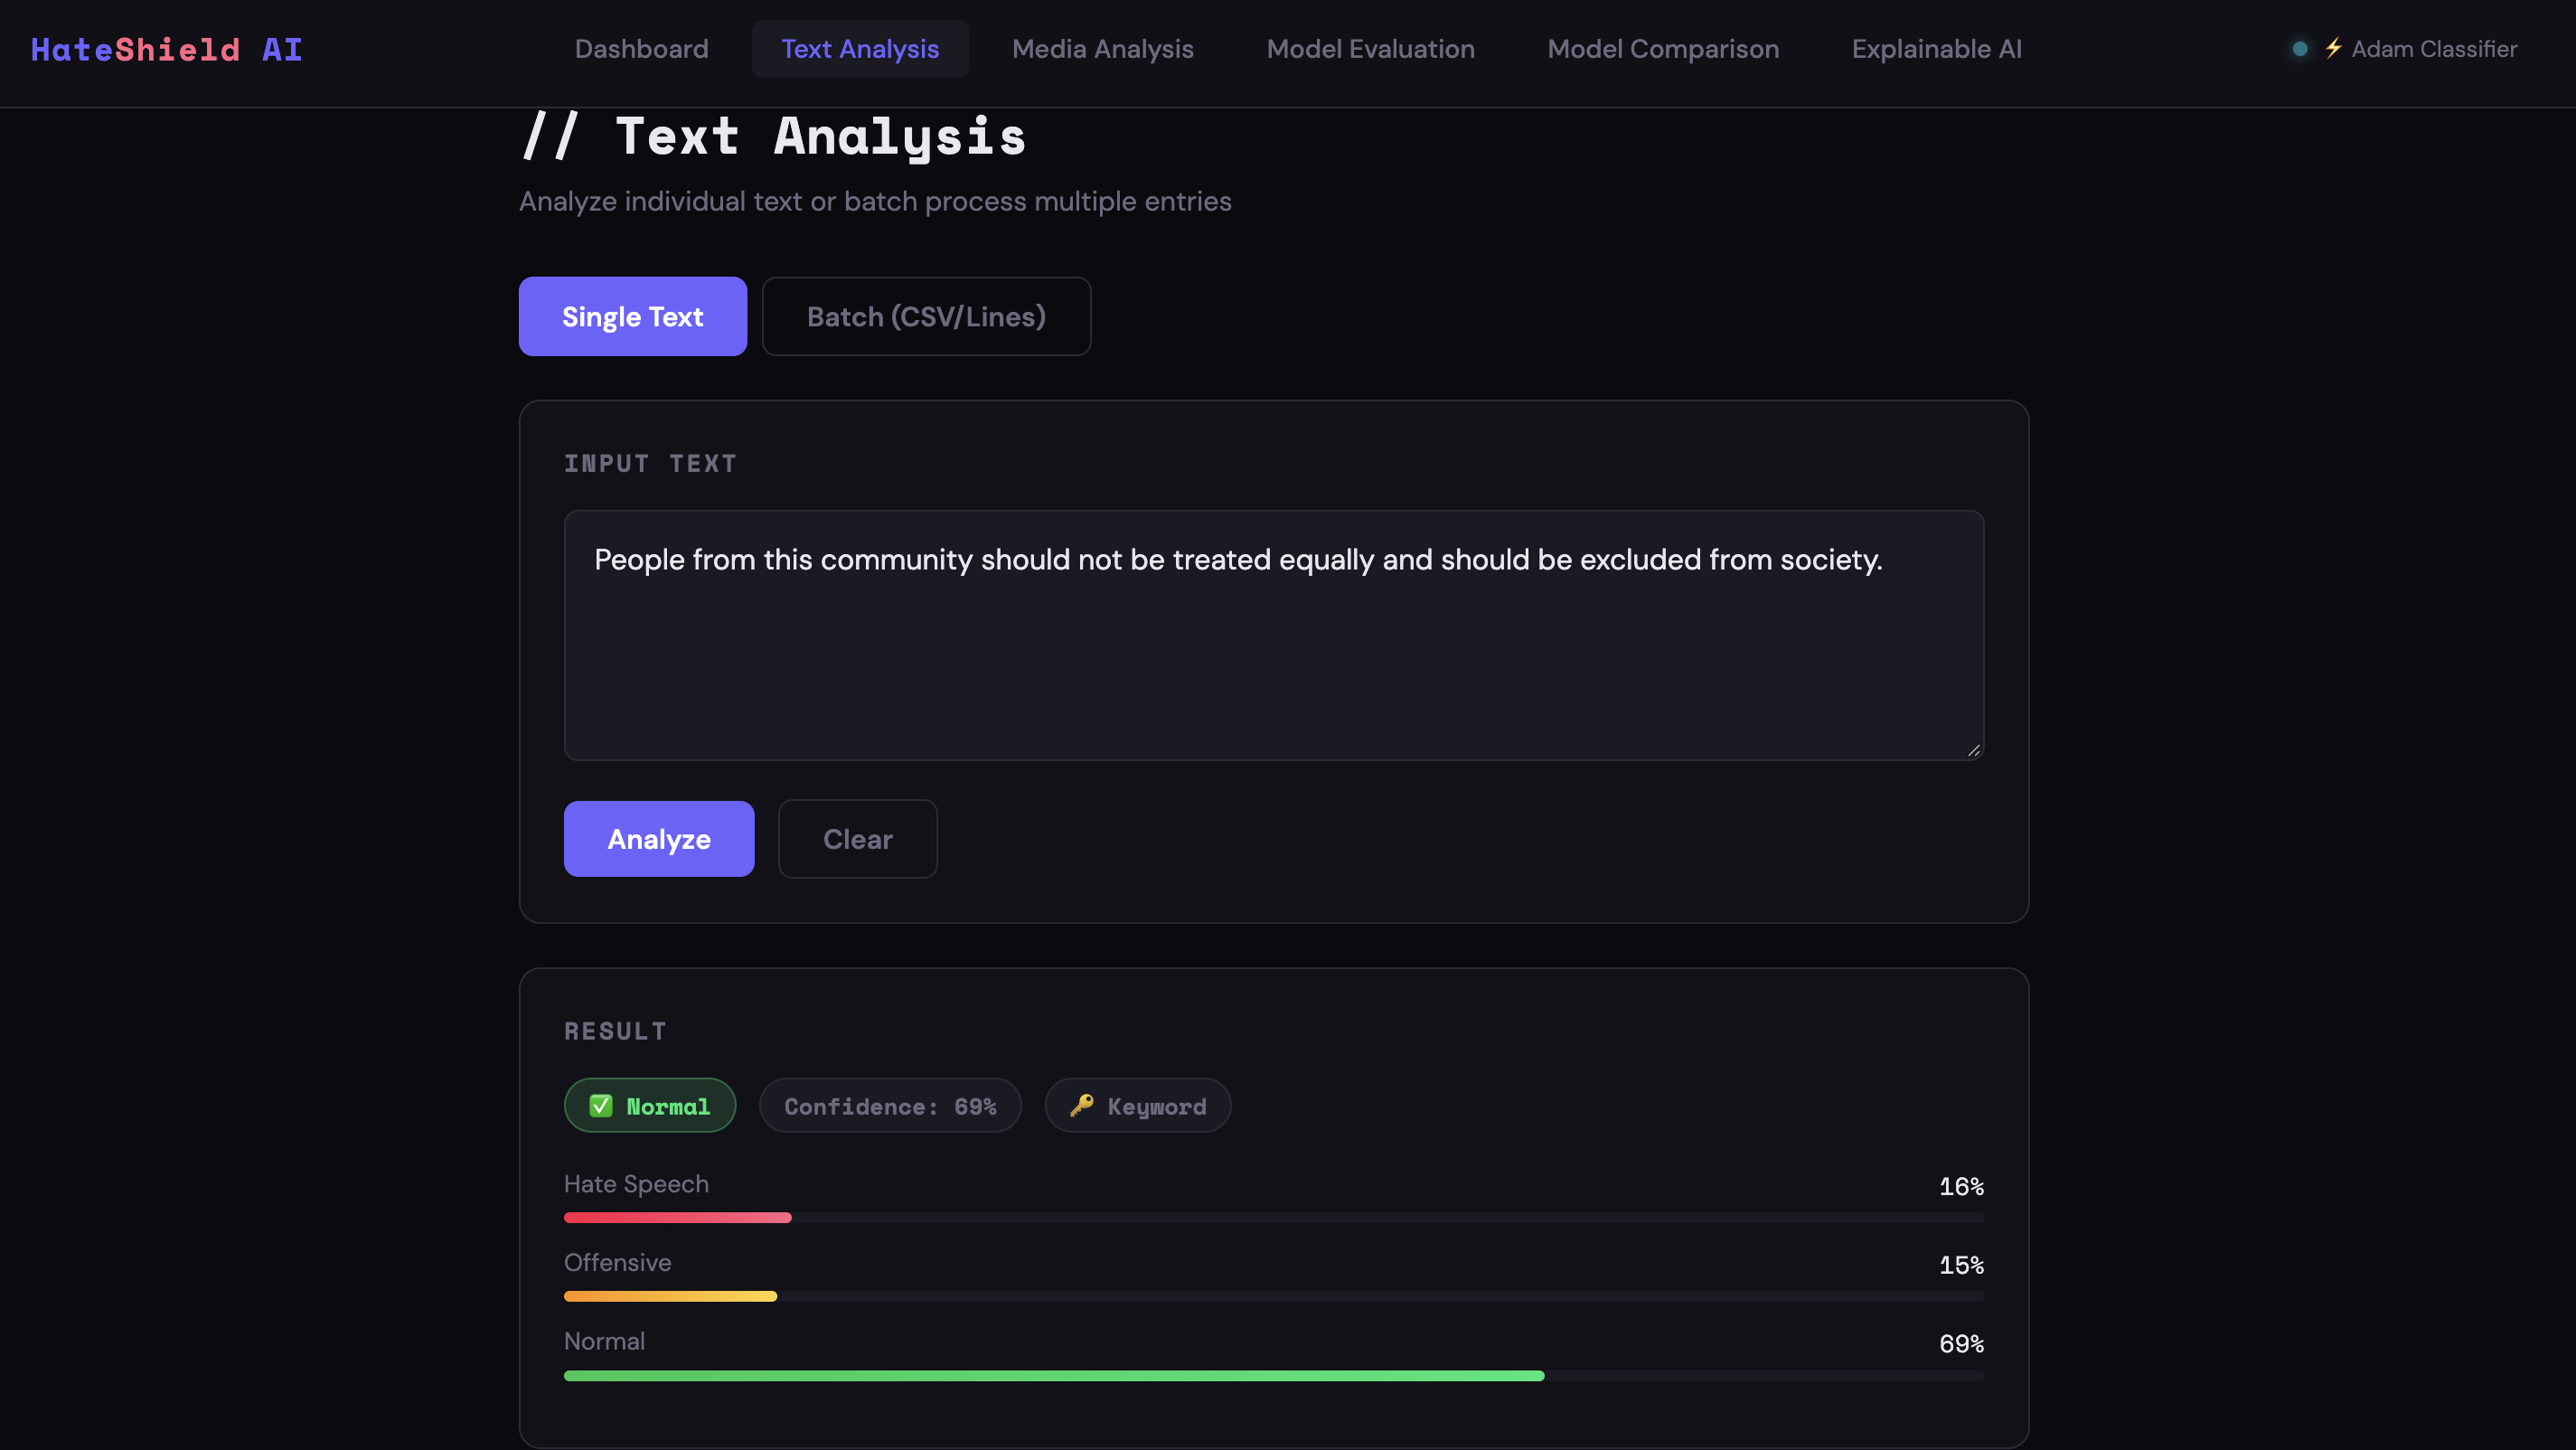 HateShield AI
Dashboard
Text Analysis
Media Analysis
Model Evaluation
Model Comparison
Explainable AI
⚡ Adam Classifier
// Text Analysis
Analyze individual text or batch process multiple entries
Single Text
Batch (CSV/Lines)
INPUT TEXT
People from this community should not be treated equally and should be excluded from society.
Analyze
Clear
RESULT
✅ Normal
Confidence: 69%
🔑 Keyword
Hate Speech 16%
Offensive 15%
Normal 69%